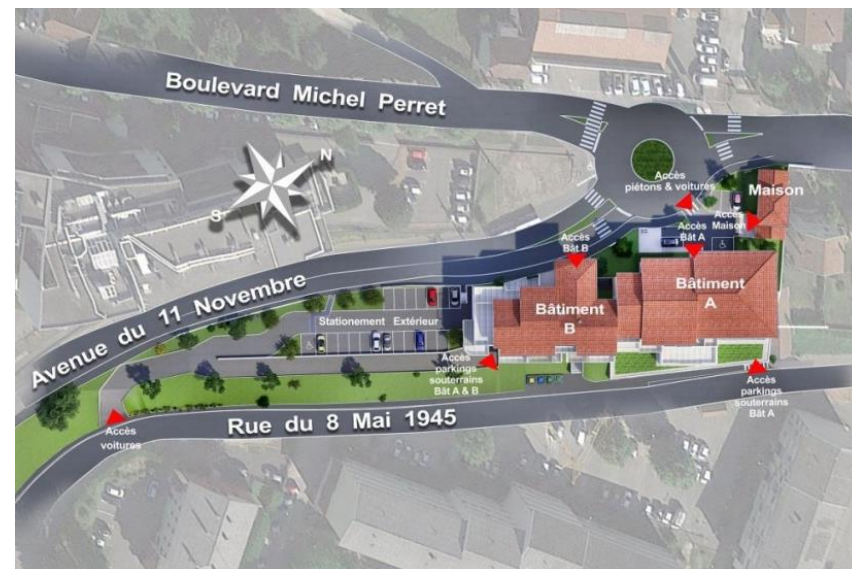 Boulevard Michel Perret
N
S
Accès
piétons & voitures
Maison
Accès
Maison
Accès
Bât B
Accès
Bât A
Avenue du 11 Novembre
Bâtiment
A
Bâtiment
B
Stationement Extérieur
Accès
parkings
souterrains
Bât A & B
Accès
parkings
souterrains
Bât A
Accès
voitures
Rue du 8 Mai 1945